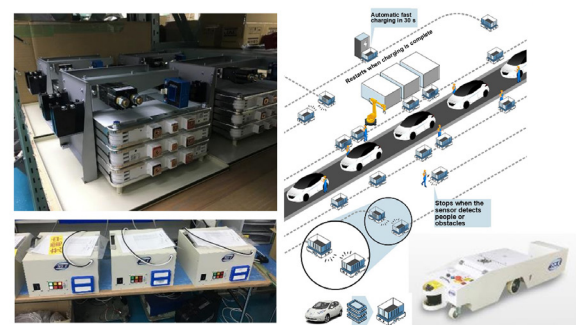 Automatic fast
charging in 30 s
Restarts when charging is complete
Stops when the
sensor detects
people or
obstacles